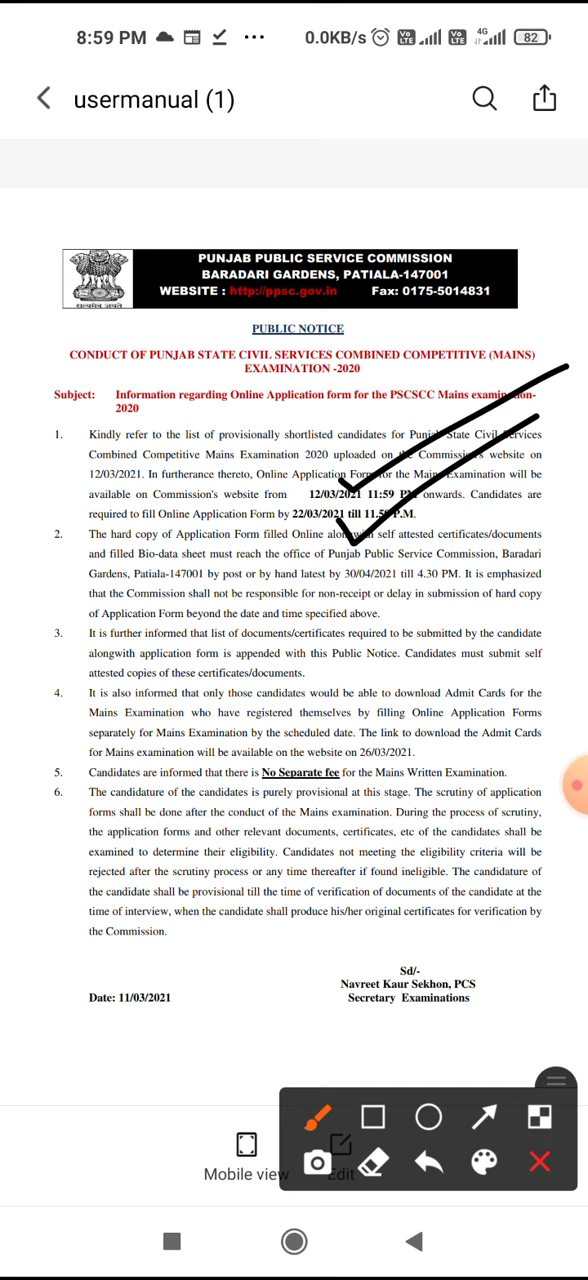 8:59 PM ... 0.0KB/s Vo LTE Vo LTE 4G 82
usermanual (1)
PUNJAB PUBLIC SERVICE COMMISSION
BARADARI GARDENS, PATIALA-147001
WEBSITE : http://ppsc.gov.in Fax: 0175-5014831
सत्यमेव जयते
PUBLIC NOTICE
CONDUCT OF PUNJAB STATE CIVIL SERVICES COMBINED COMPETITIVE (MAINS)
EXAMINATION -2020
Subject: Information regarding Online Application form for the PSCSCC Mains examination-
2020
1. Kindly refer to the list of provisionally shortlisted candidates for Punjab State Civil Services
Combined Competitive Mains Examination 2020 uploaded on the Commission's website on
12/03/2021. In furtherance thereto, Online Application Form for the Mains Examination will be
available on Commission's website from 12/03/2021 11:59 PM onwards. Candidates are
required to fill Online Application Form by 22/03/2021 till 11.59 P.M.
2. The hard copy of Application Form filled Online alongwith self attested certificates/documents
and filled Bio-data sheet must reach the office of Punjab Public Service Commission, Baradari
Gardens, Patiala-147001 by post or by hand latest by 30/04/2021 till 4.30 PM. It is emphasized
that the Commission shall not be responsible for non-receipt or delay in submission of hard copy
of Application Form beyond the date and time specified above.
3. It is further informed that list of documents/certificates required to be submitted by the candidate
alongwith application form is appended with this Public Notice. Candidates must submit self
attested copies of these certificates/documents.
4. It is also informed that only those candidates would be able to download Admit Cards for the
Mains Examination who have registered themselves by filling Online Application Forms
separately for Mains Examination by the scheduled date. The link to download the Admit Cards
for Mains examination will be available on the website on 26/03/2021.
5. Candidates are informed that there is No Separate fee for the Mains Written Examination.
6. The candidature of the candidates is purely provisional at this stage. The scrutiny of application
forms shall be done after the conduct of the Mains examination. During the process of scrutiny,
the application forms and other relevant documents, certificates, etc of the candidates shall be
examined to determine their eligibility. Candidates not meeting the eligibility criteria will be
rejected after the scrutiny process or any time thereafter if found ineligible. The candidature of
the candidate shall be provisional till the time of verification of documents of the candidate at the
time of interview, when the candidate shall produce his/her original certificates for verification by
the Commission.
Sd/-
Navreet Kaur Sekhon, PCS
Date: 11/03/2021 Secretary Examinations
Mobile view Edit